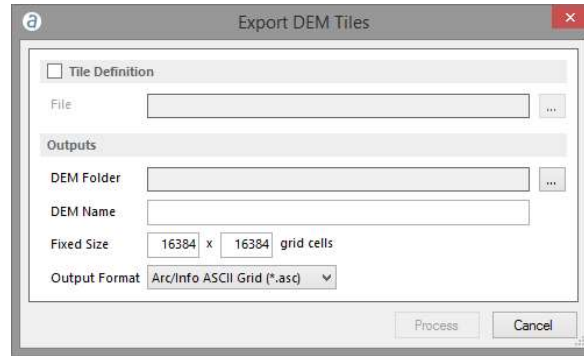 a Export DEM Tiles x
Tile Definition
File ...
Outputs
DEM Folder ...
DEM Name
Fixed Size 16384 x 16384 grid cells
Output Format Arc/Info ASCII Grid (*.asc)
Process Cancel